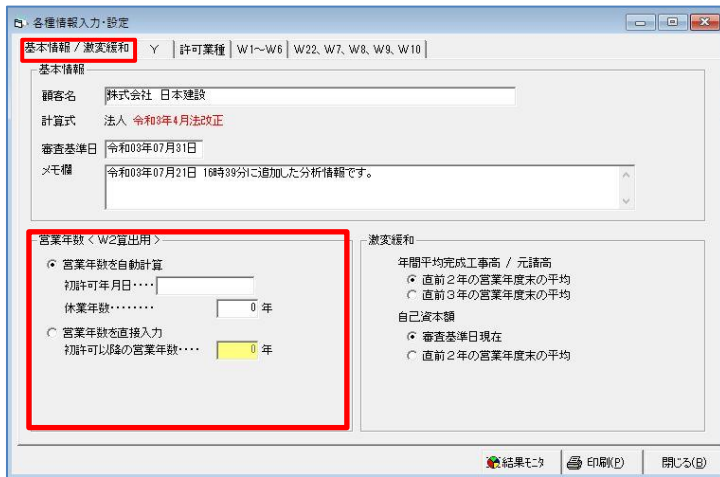 各種情報入力・設定
基本情報 / 激変緩和 Y 許可業種 W1～W6 W22、W7、W8、W9、W10
基本情報
顧客名 株式会社 日本建設
計算式 法人 令和3年4月法改正
審査基準日 令和03年07月31日
メモ欄 令和03年07月21日 16時39分に追加した分析情報です。
営業年数 < W2算出用 >
営業年数を自動計算
初許可年月日････
休業年数････････ 0 年
営業年数を直接入力
初許可以降の営業年数････ 0 年
激変緩和
年間平均完成工事高 / 元請高
直前２年の営業年度末の平均
直前３年の営業年度末の平均
自己資本額
審査基準日現在
直前２年の営業年度末の平均
結果モニタ 印刷(P) 閉じる(B)